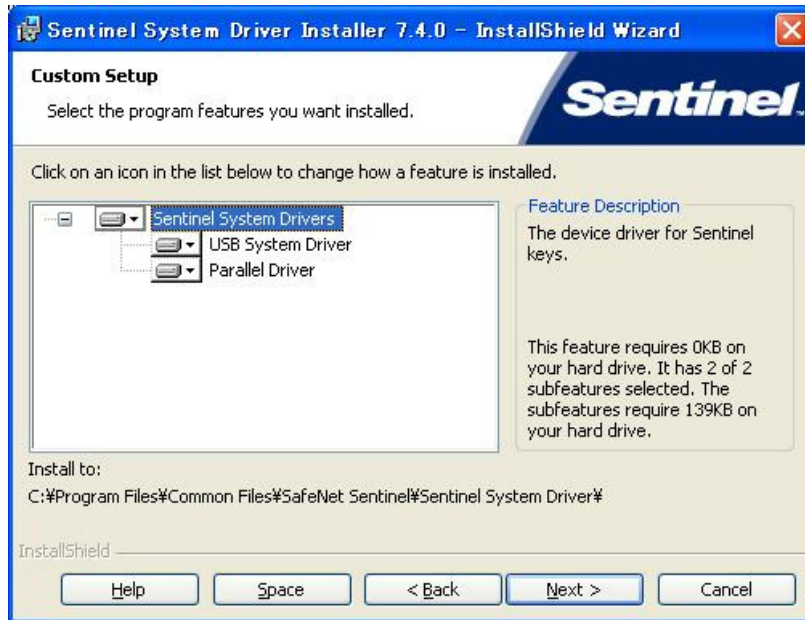 Sentinel System Driver Installer 7.4.0 - InstallShield Wizard
Custom Setup
Select the program features you want installed.
Sentinel
Click on an icon in the list below to change how a feature is installed.
Sentinel System Drivers
USB System Driver
Parallel Driver
Feature Description
The device driver for Sentinel
keys.
This feature requires 0KB on
your hard drive. It has 2 of 2
subfeatures selected. The
subfeatures require 139KB on
your hard drive.
Install to:
C:¥Program Files¥Common Files¥SafeNet Sentinel¥Sentinel System Driver¥
InstallShield
Help
Space
< Back
Next >
Cancel